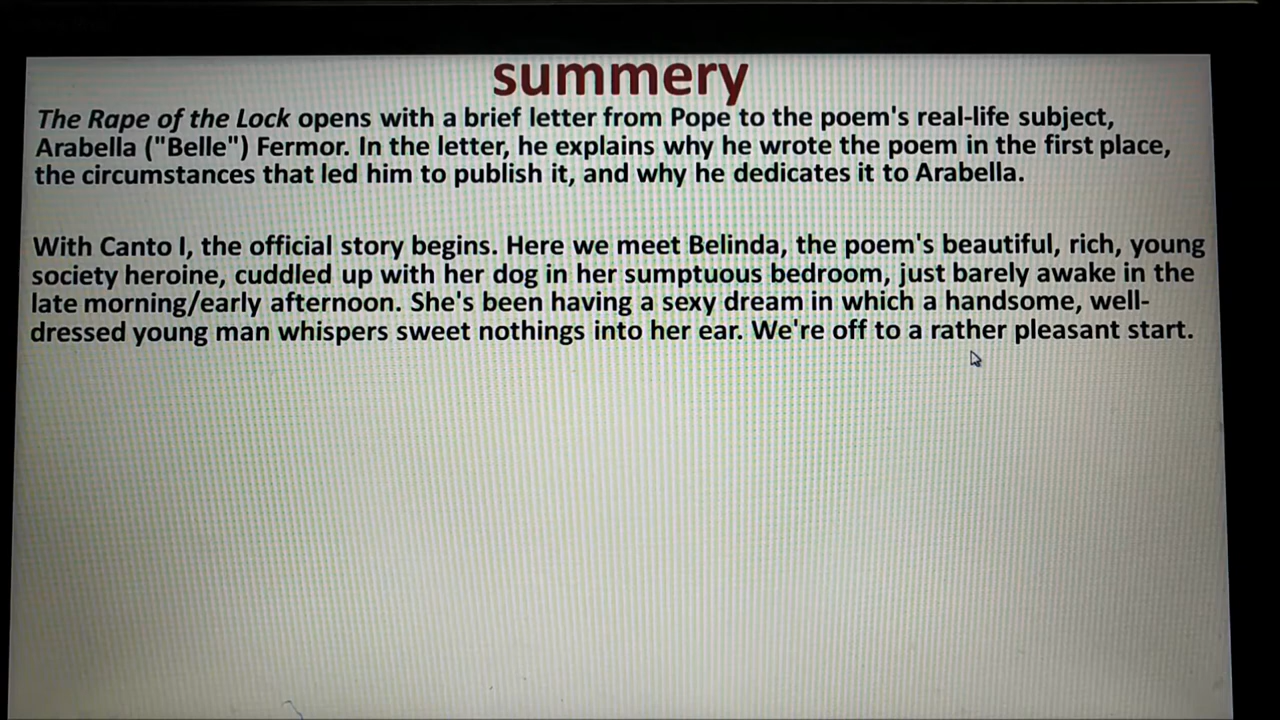 summery
The Rape of the Lock opens with a brief letter from Pope to the poem's real-life subject,
Arabella ("Belle") Fermor. In the letter, he explains why he wrote the poem in the first place,
the circumstances that led him to publish it, and why he dedicates it to Arabella.
With Canto I, the official story begins. Here we meet Belinda, the poem's beautiful, rich, young
society heroine, cuddled up with her dog in her sumptuous bedroom, just barely awake in the
late morning/early afternoon. She's been having a sexy dream in which a handsome, well-
dressed young man whispers sweet nothings into her ear. We're off to a rather pleasant start.